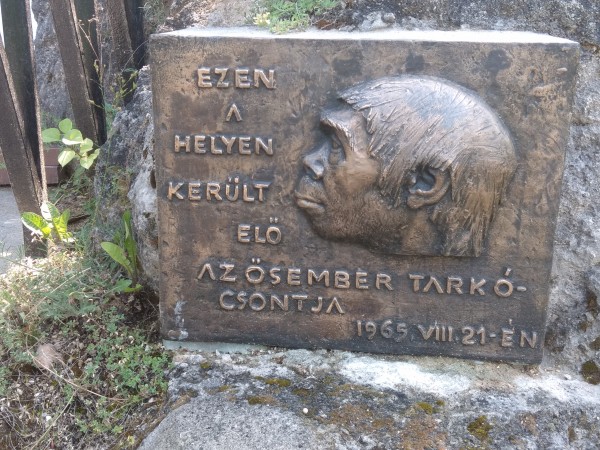 EZEN
A
HELYEN
KERÜLT
ELŐ
AZ ŐSEMBER TARKÓ-
CSONTJA
1965 VIII. 21-ÉN